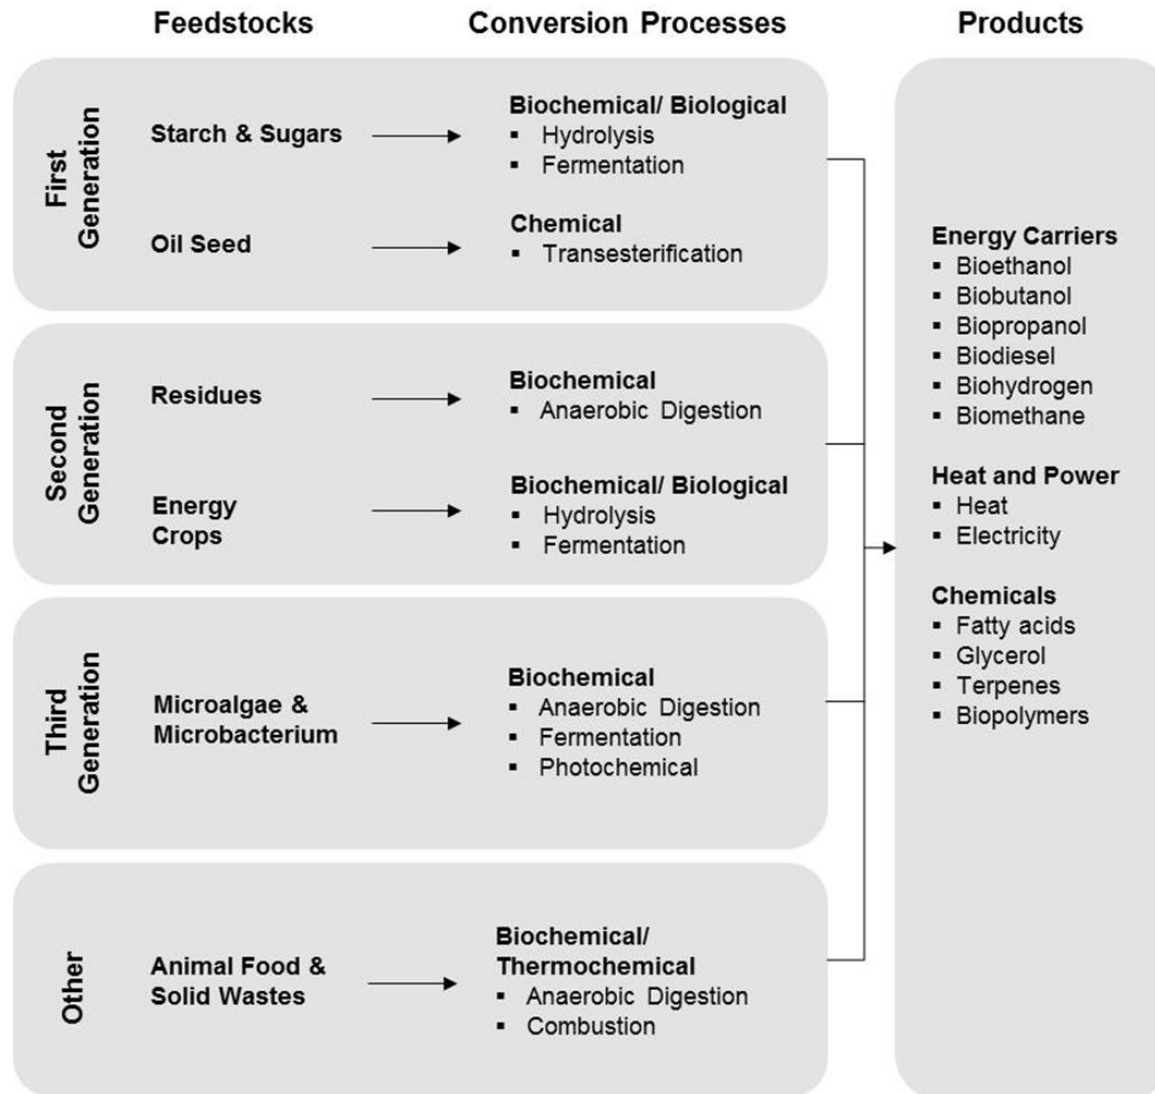 Feedstocks
Conversion Processes
Products
First
Generation
Starch & Sugars
Biochemical/ Biological
▪ Hydrolysis
▪ Fermentation
Oil Seed
Chemical
▪ Transesterification
Second
Generation
Residues
Biochemical
▪ Anaerobic Digestion
Energy
Crops
Biochemical/ Biological
▪ Hydrolysis
▪ Fermentation
Third
Generation
Microalgae &
Microbacterium
Biochemical
▪ Anaerobic Digestion
▪ Fermentation
▪ Photochemical
Other
Animal Food &
Solid Wastes
Biochemical/
Thermochemical
▪ Anaerobic Digestion
▪ Combustion
Energy Carriers
▪ Bioethanol
▪ Biobutanol
▪ Biopropanol
▪ Biodiesel
▪ Biohydrogen
▪ Biomethane
Heat and Power
▪ Heat
▪ Electricity
Chemicals
▪ Fatty acids
▪ Glycerol
▪ Terpenes
▪ Biopolymers